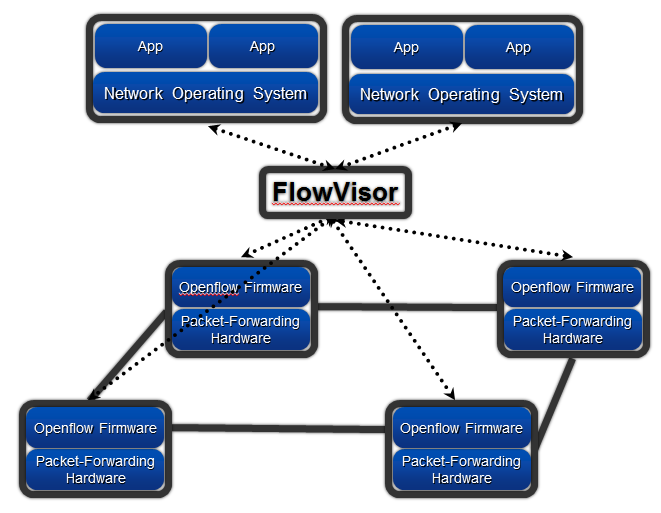 App
App
Network Operating System
App
App
Network Operating System
FlowVisor
Openflow Firmware
Packet-Forwarding
Hardware
Openflow Firmware
Packet-Forwarding
Hardware
Openflow Firmware
Packet-Forwarding
Hardware
Openflow Firmware
Packet-Forwarding
Hardware